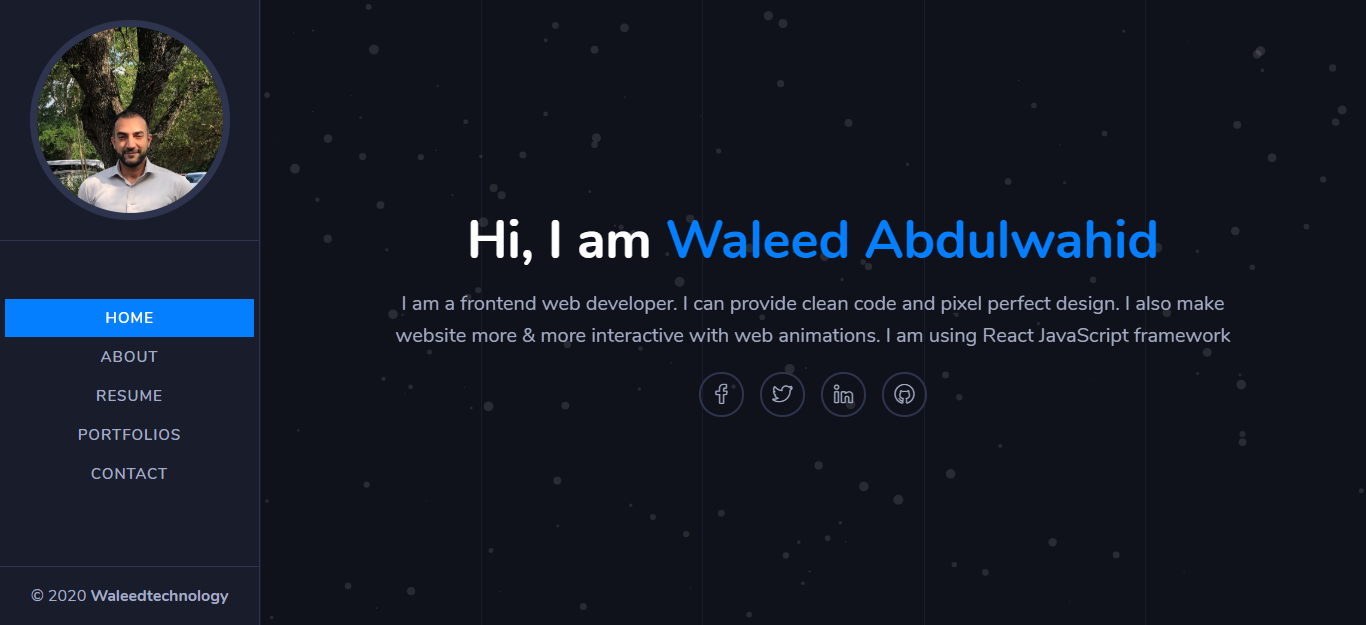 HOME
ABOUT
RESUME
PORTFOLIOS
CONTACT
© 2020 Waleedtechnology
Hi, I am Waleed Abdulwahid
I am a frontend web developer. I can provide clean code and pixel perfect design. I also make
website more & more interactive with web animations. I am using React JavaScript framework